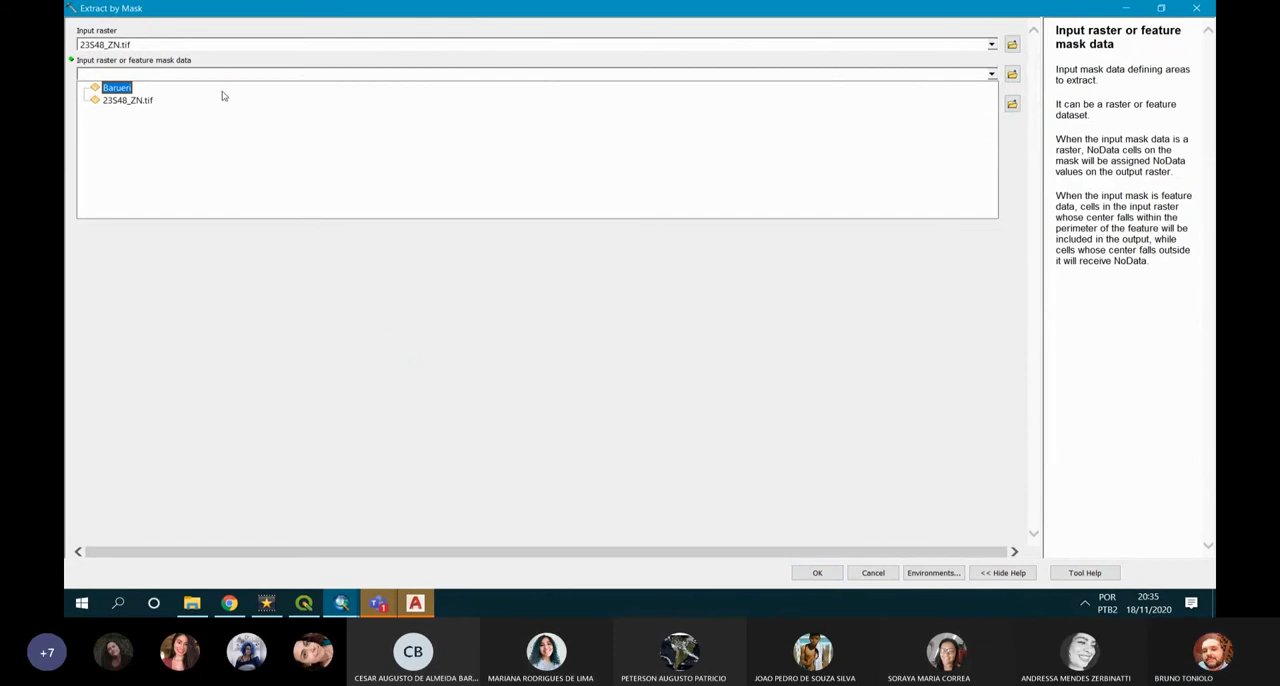 Extract by Mask
Input raster
23S48_ZN.tif
Input raster or feature mask data
Barueri
23S48_ZN.tif
Input raster or feature
mask data
Input mask data defining areas
to extract.
It can be a raster or feature
dataset.
When the input mask data is a
raster, NoData cells on the
mask will be assigned NoData
values on the output raster.
When the input mask is feature
data, cells in the input raster
whose center falls within the
perimeter of the feature will be
included in the output, while
cells whose center falls outside
it will receive NoData.
OK
Cancel
Environments...
<< Hide Help
Tool Help
1
A
POR
PTB2
20:35
18/11/2020
+7
CB
CESAR AUGUSTO DE ALMEIDA BAR...
MARIANA RODRIGUES DE LIMA
PETERSON AUGUSTO PATRICIO
JOAO PEDRO DE SOUZA SILVA
SORAYA MARIA CORREA
ANDRESSA MENDES ZERBINATTI
BRUNO TONIOLO